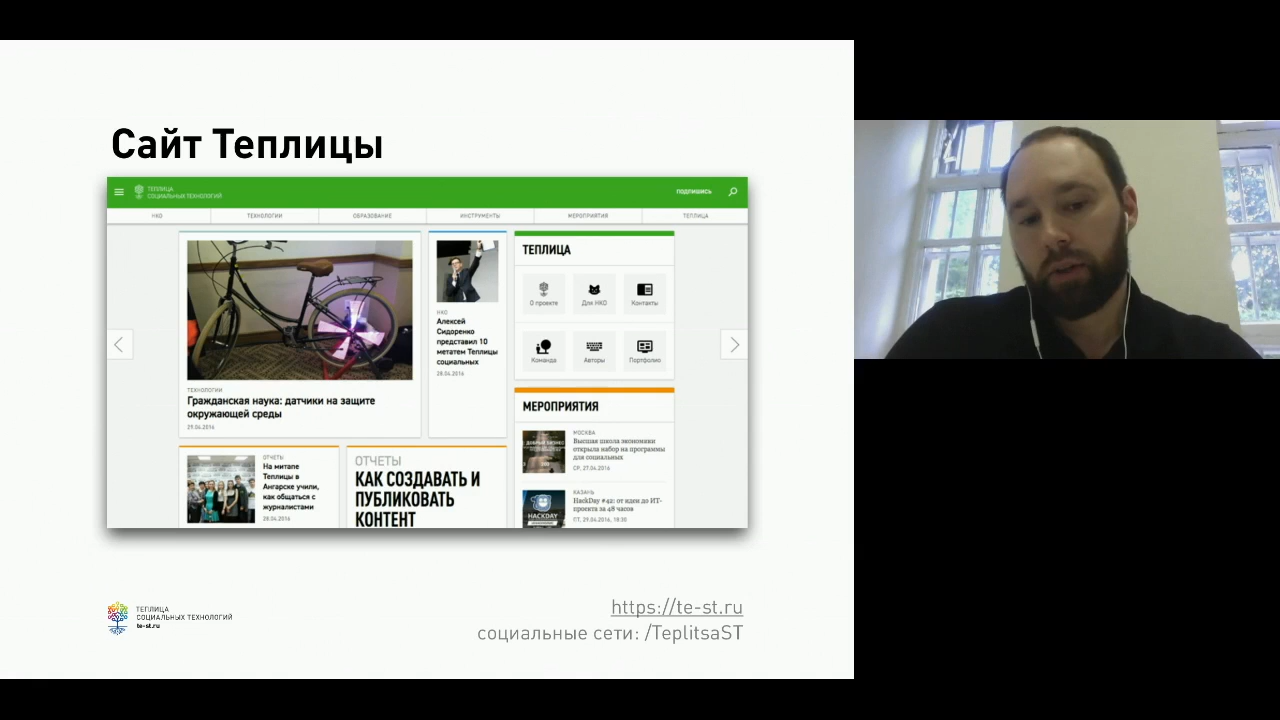 Сайт Теплицы
ТЕПЛИЦА
СОЦИАЛЬНЫХ ТЕХНОЛОГИЙ
ПОДПИШИСЬ
НКО
ТЕХНОЛОГИИ
ОБРАЗОВАНИЕ
ИНСТРУМЕНТЫ
МЕРОПРИЯТИЯ
ТЕПЛИЦА
ТЕХНОЛОГИИ
Гражданская наука: датчики на защите
окружающей среды
29.04.2016
НКО
Алексей
Сидоренко
представил 10
метатем Теплицы
социальных
28.04.2016
ТЕПЛИЦА
О проекте
Для НКО
Контакты
Команда
Авторы
Портфолио
ОТЧЕТЫ
На митапе
Теплицы в
Ангарске учили,
как общаться с
журналистами
28.04.2016
ОТЧЕТЫ
КАК СОЗДАВАТЬ И
ПУБЛИКОВАТЬ
КОНТЕНТ
МЕРОПРИЯТИЯ
МОСКВА
Высшая школа экономики
открыла набор на программы
для социальных
СР, 27.04.2016
КАЗАНЬ
HackDay #42: от идеи до ИТ-
проекта за 48 часов
ПТ, 29.04.2016, 18:30
HACKDAY
ТЕПЛИЦА
СОЦИАЛЬНЫХ ТЕХНОЛОГИЙ
te-st.ru
https://te-st.ru
социальные сети: /TeplitsaST